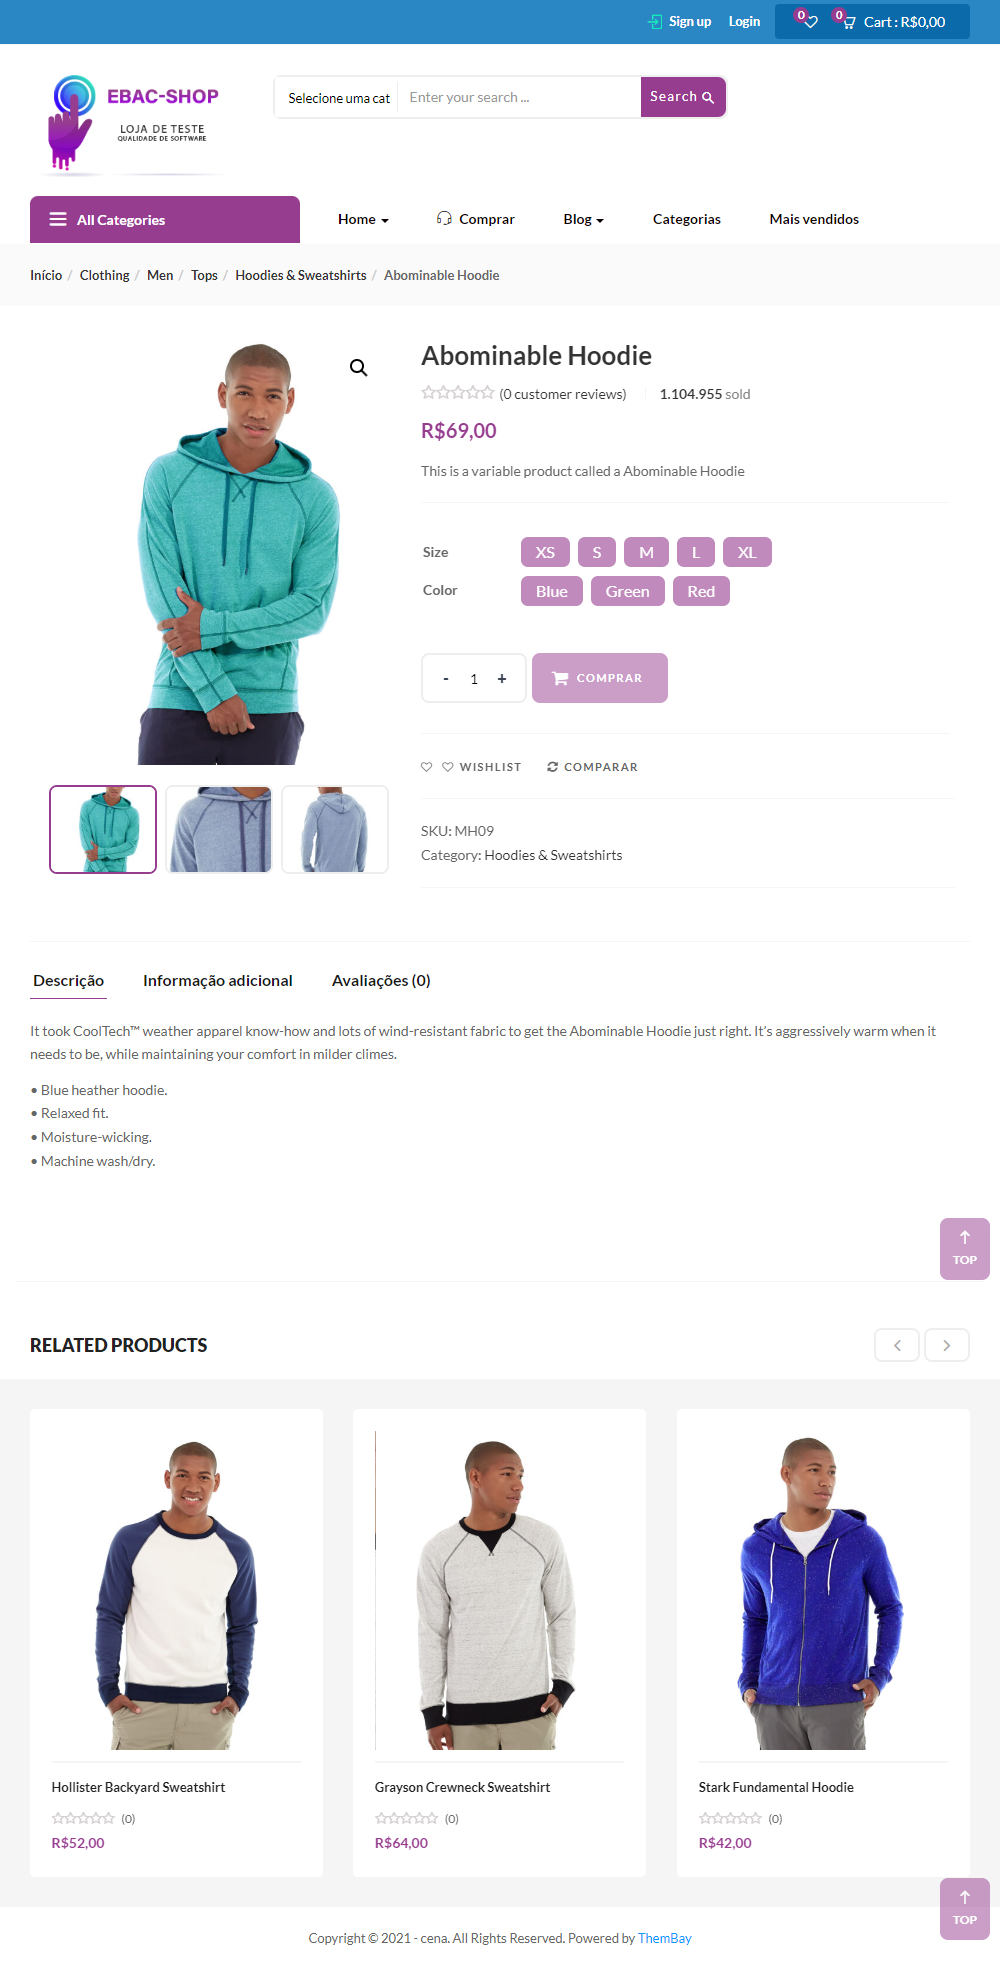 Sign up
Login
0
0
Cart : R$0,00
EBAC-SHOP
LOJA DE TESTE
QUALIDADE DE SOFTWARE
Selecione uma cat
Enter your search ...
Search
All Categories
Home
Comprar
Blog
Categorias
Mais vendidos
Início / Clothing / Men / Tops / Hoodies & Sweatshirts / Abominable Hoodie
Abominable Hoodie
(0 customer reviews)
1.104.955 sold
R$69,00
This is a variable product called a Abominable Hoodie
Size
XS
S
M
L
XL
Color
Blue
Green
Red
- 1 +
COMPRAR
WISHLIST
COMPARAR
SKU: MH09
Category: Hoodies & Sweatshirts
Descrição
Informação adicional
Avaliações (0)
It took CoolTech™ weather apparel know-how and lots of wind-resistant fabric to get the Abominable Hoodie just right. It's aggressively warm when it
needs to be, while maintaining your comfort in milder climes.
• Blue heather hoodie.
• Relaxed fit.
• Moisture-wicking.
• Machine wash/dry.
TOP
RELATED PRODUCTS
Hollister Backyard Sweatshirt
(0)
R$52,00
Grayson Crewneck Sweatshirt
(0)
R$64,00
Stark Fundamental Hoodie
(0)
R$42,00
TOP
Copyright © 2021 - cena. All Rights Reserved. Powered by ThemBay